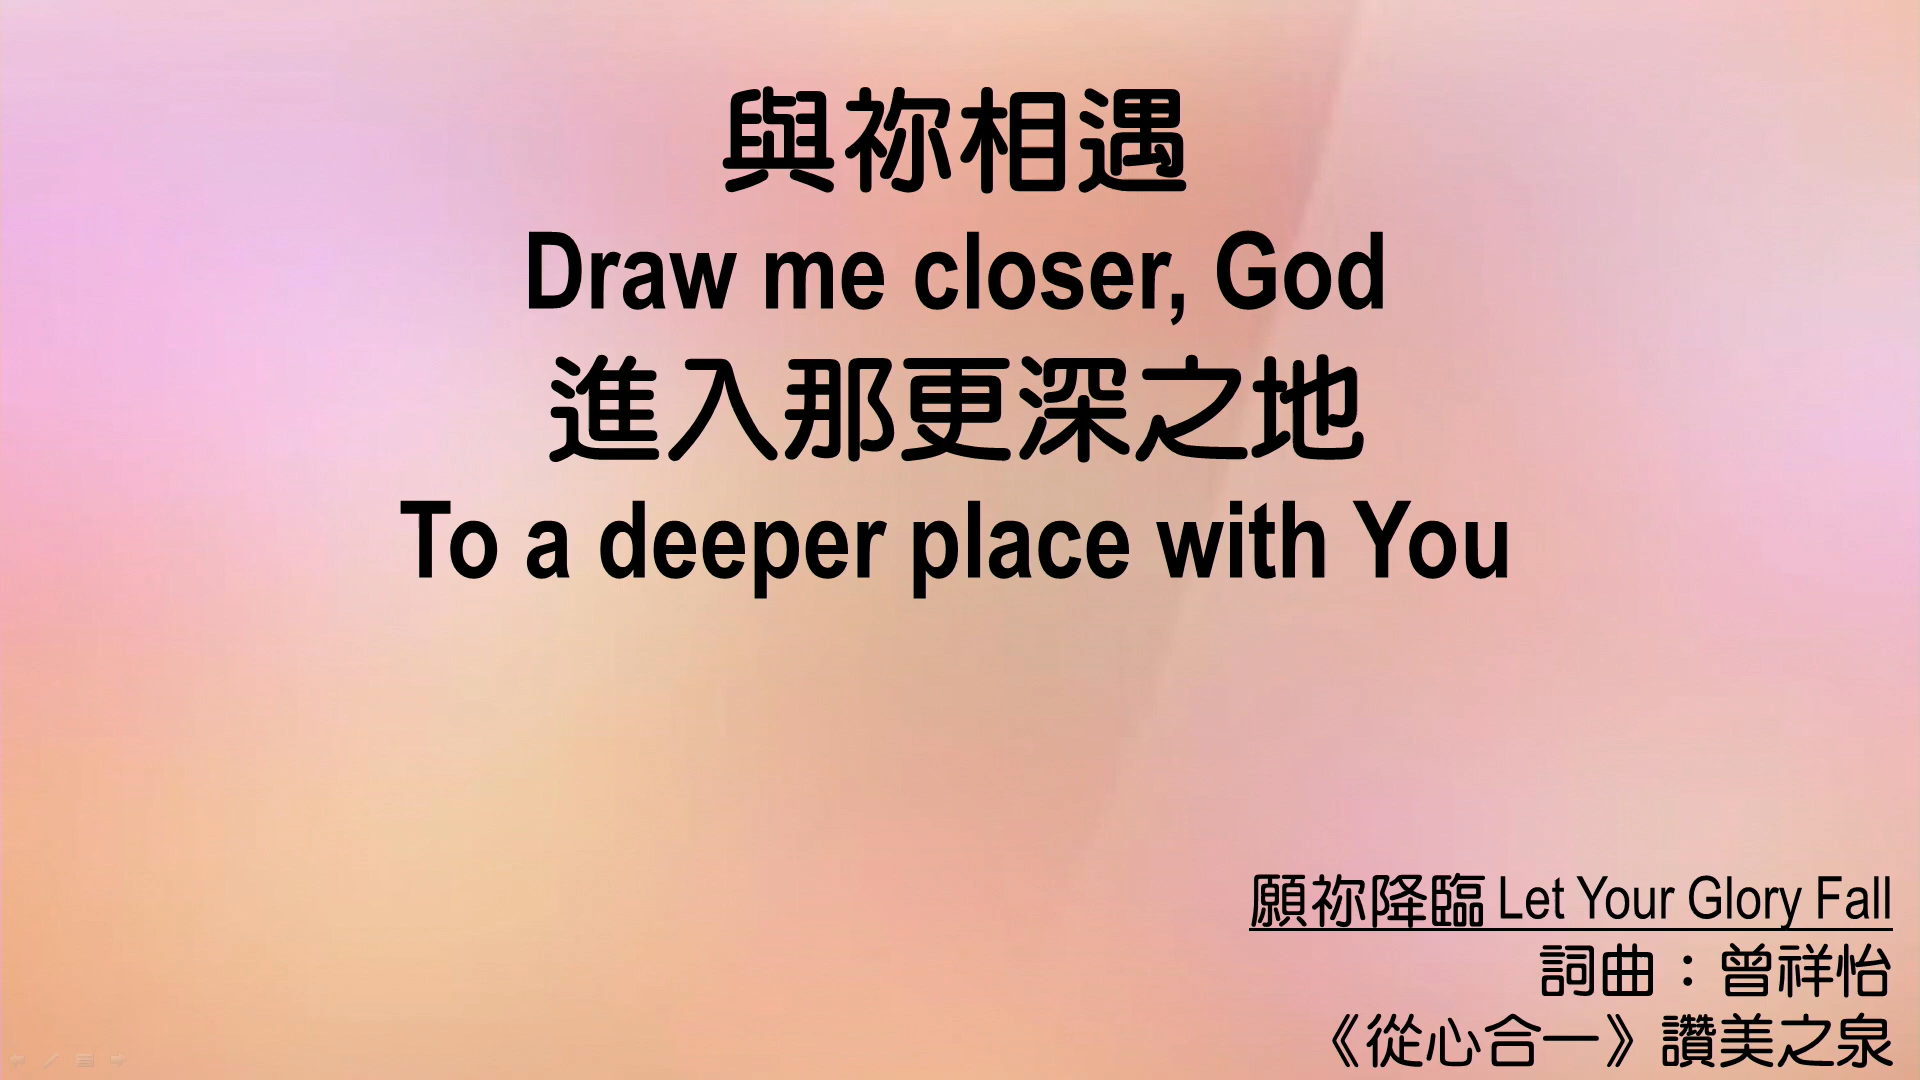 與祢相遇
Draw me closer, God
進入那更深之地
To a deeper place with You
願祢降臨 Let Your Glory Fall
詞曲：曾祥怡
《從心合一》讚美之泉